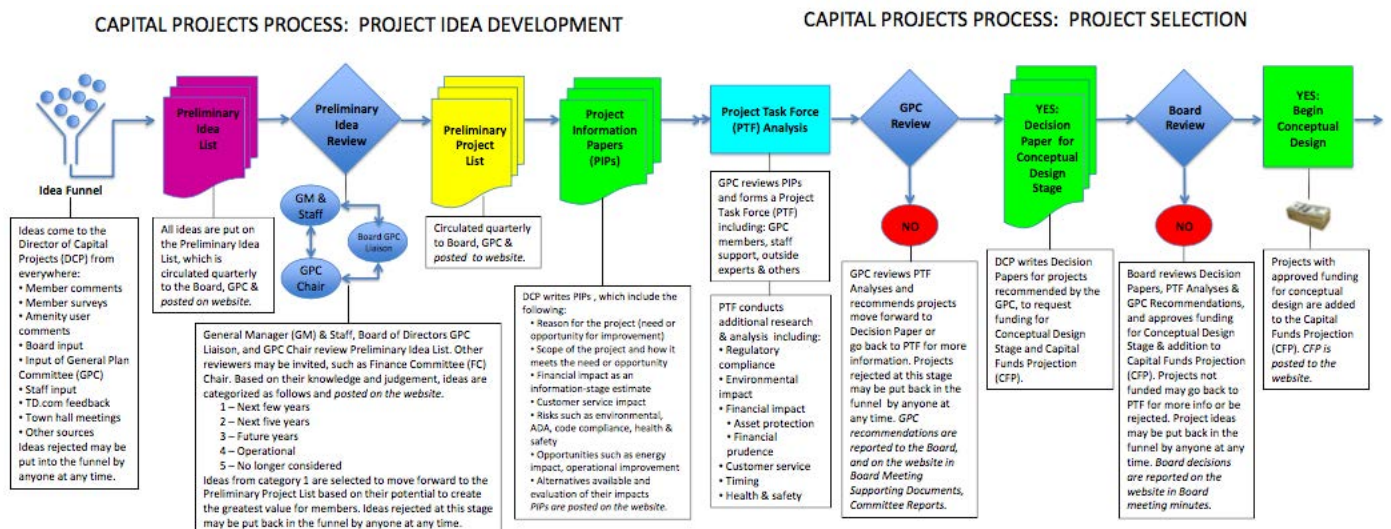 CAPITAL PROJECTS PROCESS: PROJECT IDEA DEVELOPMENT
CAPITAL PROJECTS PROCESS: PROJECT SELECTION
Idea Funnel
Preliminary
Idea
List
Preliminary
Idea
Review
Preliminary
Project
List
Project
Information
Papers
(PIPs)
Project Task Force
(PTF) Analysis
GPC
Review
YES:
Decision
Paper for
Conceptual
Design
Stage
Board
Review
YES:
Begin
Conceptual
Design
GM &
Staff
Board GPC
Liaison
GPC
Chair
NO
NO
Ideas come to the
Director of Capital
Projects (DCP) from
everywhere:
• Member comments
• Member surveys
• Amenity user
comments
• Board input
• Input of General Plan
Committee (GPC)
• Staff input
• TD.com feedback
• Town hall meetings
• Other sources
Ideas rejected may be
put into the funnel by
anyone at any time.
All ideas are put on
the Preliminary Idea
List, which is
circulated quarterly
to the Board, GPC &
posted on website.
General Manager (GM) & Staff, Board of Directors GPC
Liaison, and GPC Chair review Preliminary Idea List. Other
reviewers may be invited, such as Finance Committee (FC)
Chair. Based on their knowledge and judgement, ideas are
categorized as follows and posted on the website.
1 – Next few years
2 – Next five years
3 – Future years
4 – Operational
5 – No longer considered
Ideas from category 1 are selected to move forward to the
Preliminary Project List based on their potential to create
the greatest value for members. Ideas rejected at this stage
may be put back in the funnel by anyone at any time.
Circulated quarterly
to Board, GPC &
posted to website.
DCP writes PIPs , which include the
following:
• Reason for the project (need or
opportunity for improvement)
• Scope of the project and how it
meets the need or opportunity
• Financial impact as an
information-stage estimate
• Customer service impact
• Risks such as environmental,
ADA, code compliance, health &
safety
• Opportunities such as energy
impact, operational improvement
• Alternatives available and
evaluation of their impacts
PIPs are posted on the website.
GPC reviews PIPs
and forms a Project
Task Force (PTF)
including: GPC
members, staff
support, outside
experts & others
PTF conducts
additional research
& analysis including:
• Regulatory
compliance
• Environmental
impact
• Financial impact
• Asset protection
• Financial
prudence
• Customer service
• Timing
• Health & safety
GPC reviews PTF
Analyses and
recommends projects
move forward to
Decision Paper or
go back to PTF for more
information. Projects
rejected at this stage
may be put back in the
funnel by anyone at
any time. GPC
recommendations are
reported to the Board,
and on the website in
Board Meeting
Supporting Documents,
Committee Reports.
DCP writes Decision
Papers for projects
recommended by the
GPC, to request
funding for
Conceptual Design
Stage and Capital
Funds Projection
(CFP).
Board reviews Decision
Papers, PTF Analyses &
GPC Recommendations,
and approves funding
for Conceptual Design
Stage & addition to
Capital Funds Projection
(CFP). Projects not
funded may go back to
PTF for more info or be
rejected. Project ideas
may be put back in the
funnel by anyone at any
time. Board decisions
are reported on the
website in Board
meeting minutes.
Projects with
approved funding
for conceptual
design are added
to the Capital
Funds Projection
(CFP). CFP is
posted to the
website.